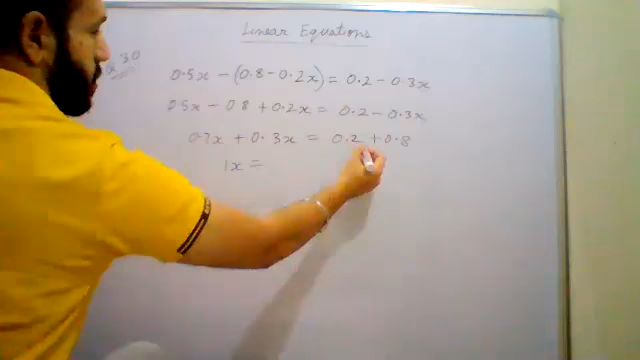 Linear Equations
Q 30
0.5x - (0.8 - 0.2x) = 0.2 - 0.3x
0.5x - 0.8 + 0.2x = 0.2 - 0.3x
0.7x + 0.3x = 0.2 + 0.8
1x =